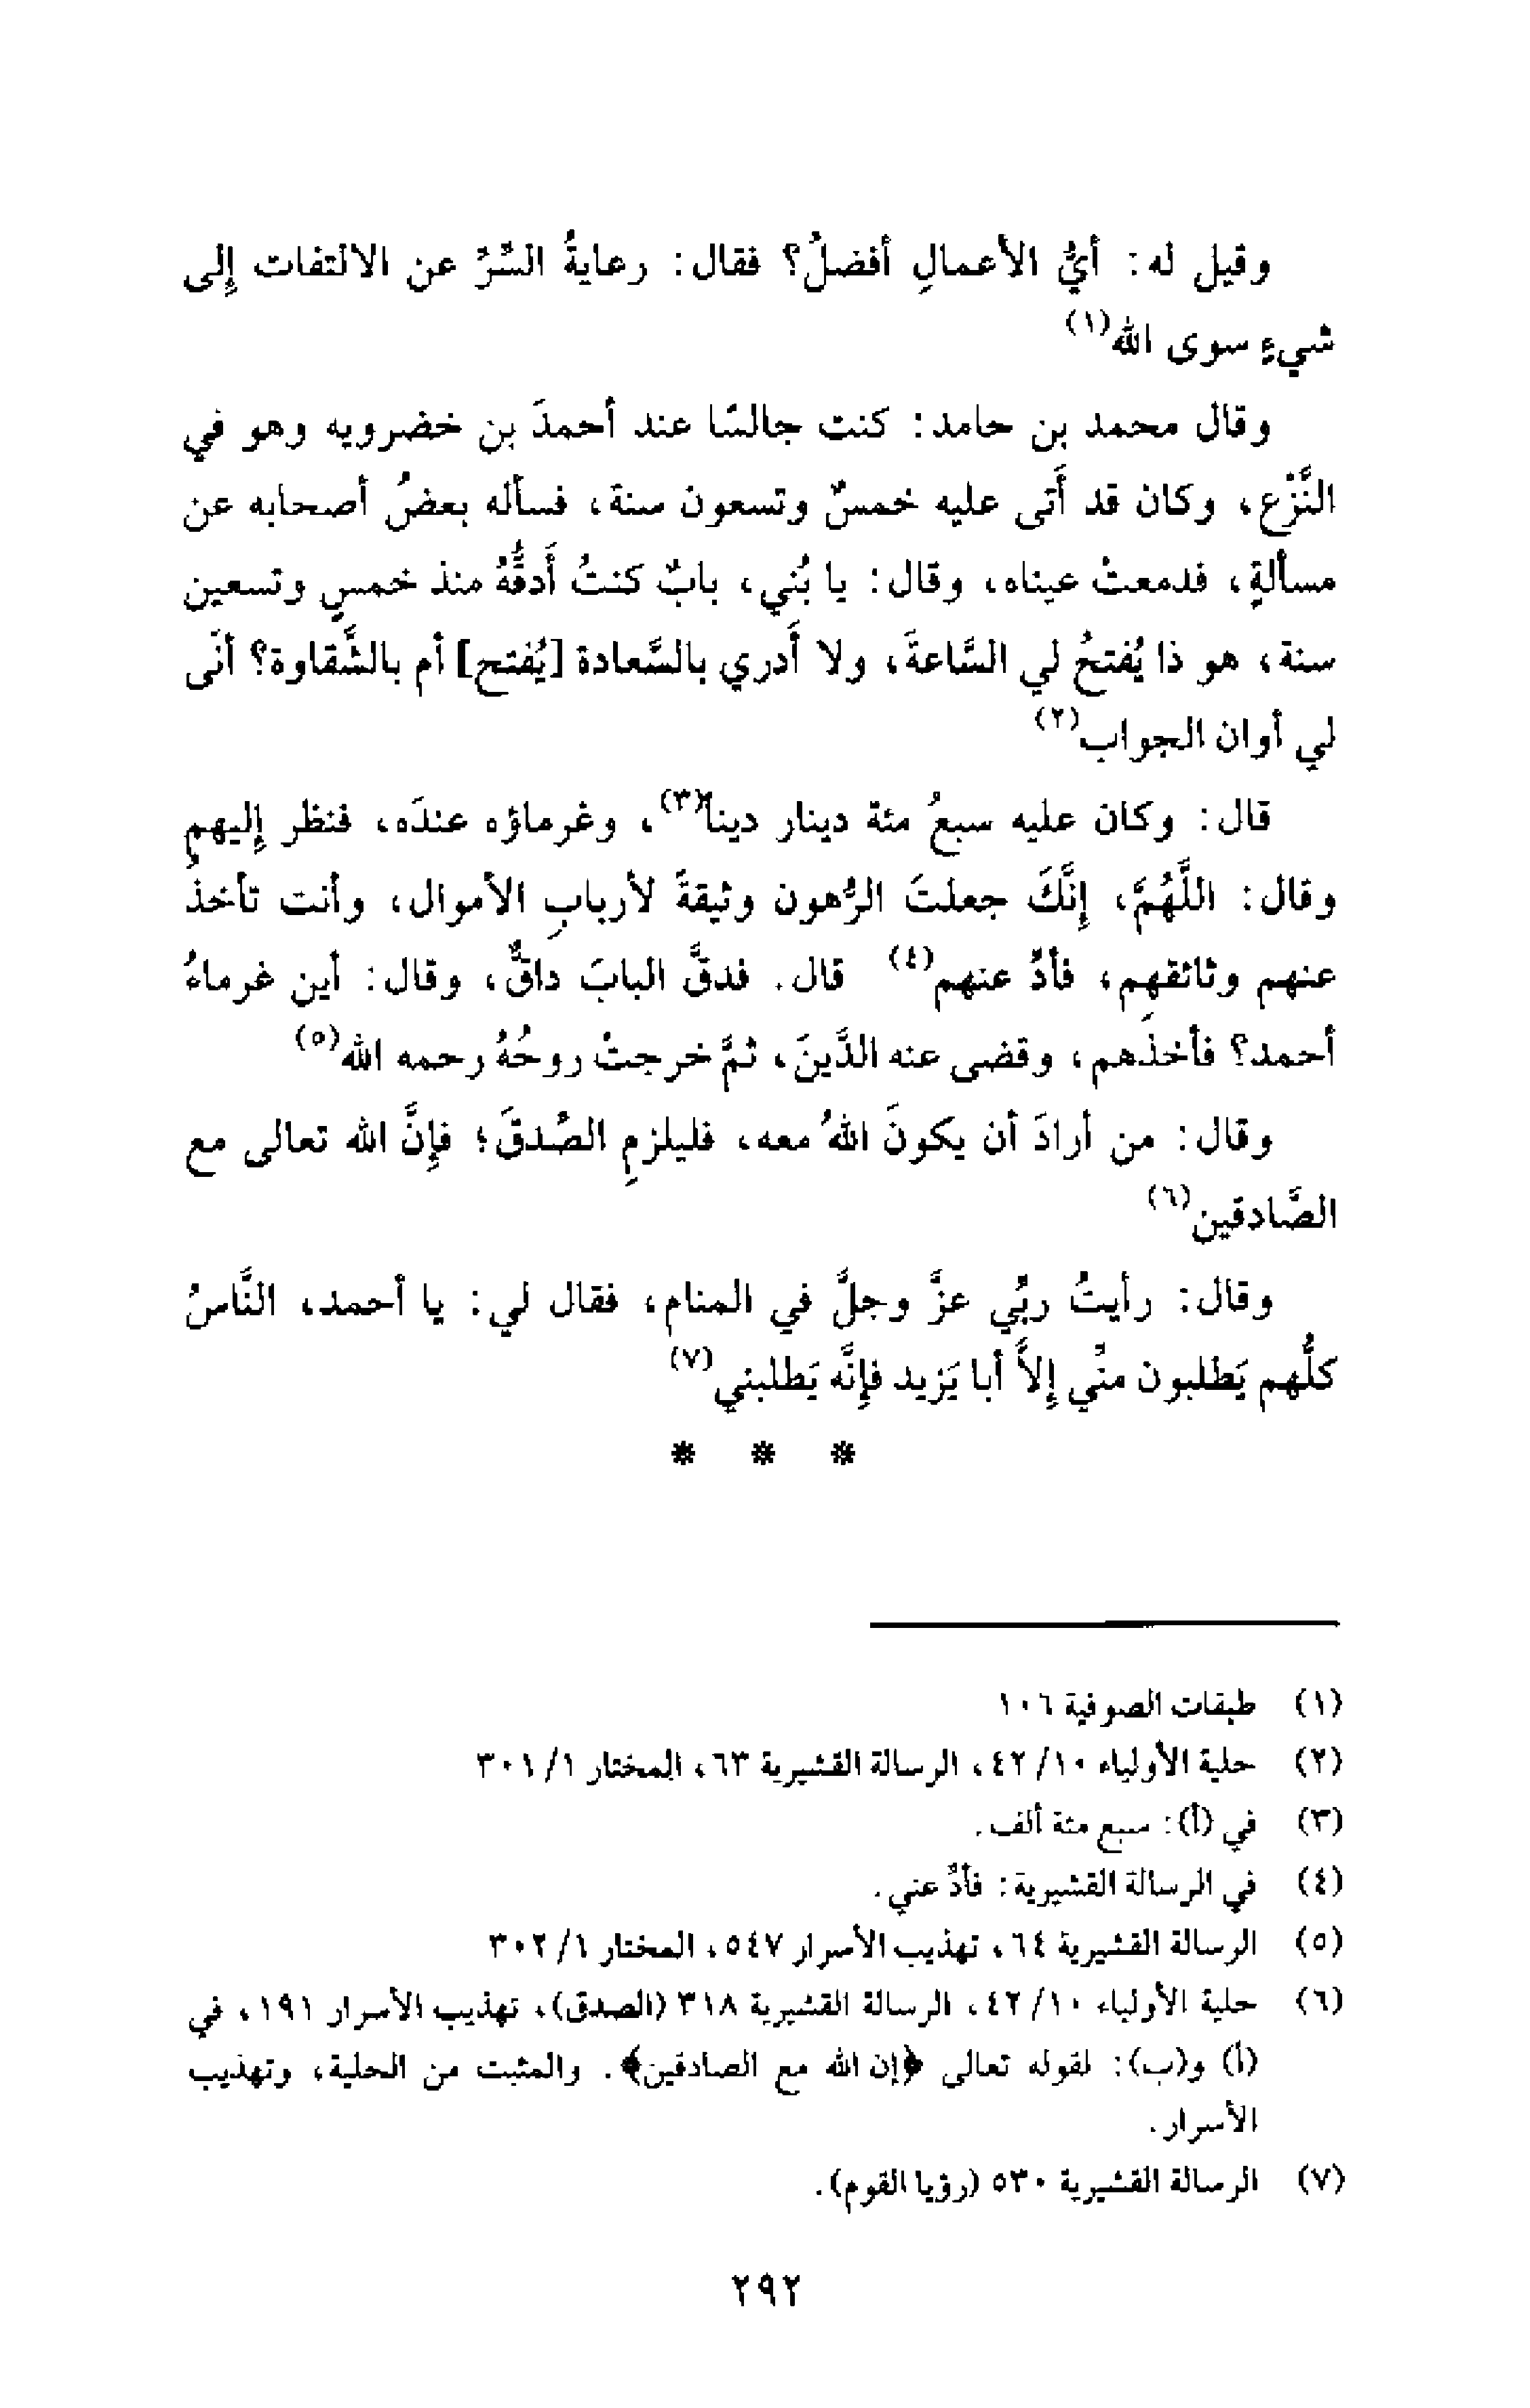 وقيل له: أيُّ الأعمالِ أفضلُ؟ فقال: رعايةُ السِّرِّ عن الالتفات إلى
شيءٍ سوى الله(١)
وقال محمد بن حامد: كنت جالسًا عند أحمدَ بن خضرويه وهو في
النَّزْع، وكان قد أَتى عليه خمسٌ وتسعون سنة، فسأله بعضُ أصحابه عن
مسألةٍ، فدمعتْ عيناه، وقال: يا بُني، بابٌ كنتُ أَدقُّهُ منذ خمسٍ وتسعين
سنة، هو ذا يُفتحُ لي السَّاعةَ، ولا أَدري بالسَّعادة [يُفتح] أم بالشَّقاوة؟ أنّى
لي أوان الجواب(٢)
قال: وكان عليه سبعُ مئة دينار دينًا(٣)، وغرماؤه عندَه، فنظر إليهم
وقال: اللَّهُمَّ، إنَّكَ جعلتَ الرُّهون وثيقةً لأربابِ الأموال، وأنت تأخذُ
عنهم وثائقهم، فأدِّ عنهم(٤) قال. فدقَّ البابَ داقٌّ، وقال: أين غرماءُ
أحمد؟ فأخذَهم، وقضى عنه الدَّينَ، ثمَّ خرجتْ روحُهُ رحمه الله(٥)
وقال: من أرادَ أن يكونَ اللهُ معه، فليلزمِ الصِّدقَ؛ فإنَّ الله تعالى مع
الصَّادقين(٦)
وقال: رأيتُ ربِّي عزَّ وجلَّ في المنام، فقال لي: يا أحمد، النَّاسُ
كلُّهم يَطلبون منِّي إلاَّ أبا يَزيد فإنَّه يَطلبني(٧)
* * *
(١) طبقات الصوفية ١٠٦
(٢) حلية الأولياء ١٠/ ٤٢، الرسالة القشيرية ٦٣، المختار ١/ ٣٠١
(٣) في (أ): سبع مئة ألف.
(٤) في الرسالة القشيرية: فأدِّ عني.
(٥) الرسالة القشيرية ٦٤، تهذيب الأسرار ٥٤٧، المختار ١/ ٣٠٢
(٦) حلية الأولياء ١٠/ ٤٢، الرسالة القشيرية ٣١٨ (الصدق)، تهذيب الأسرار ١٩١، في
(أ) و(ب): لقوله تعالى ﴿إن الله مع الصادقين﴾. والمثبت من الحلية، وتهذيب
الأسرار.
(٧) الرسالة القشيرية ٥٣٠ (رؤيا القوم).
٢٩٢